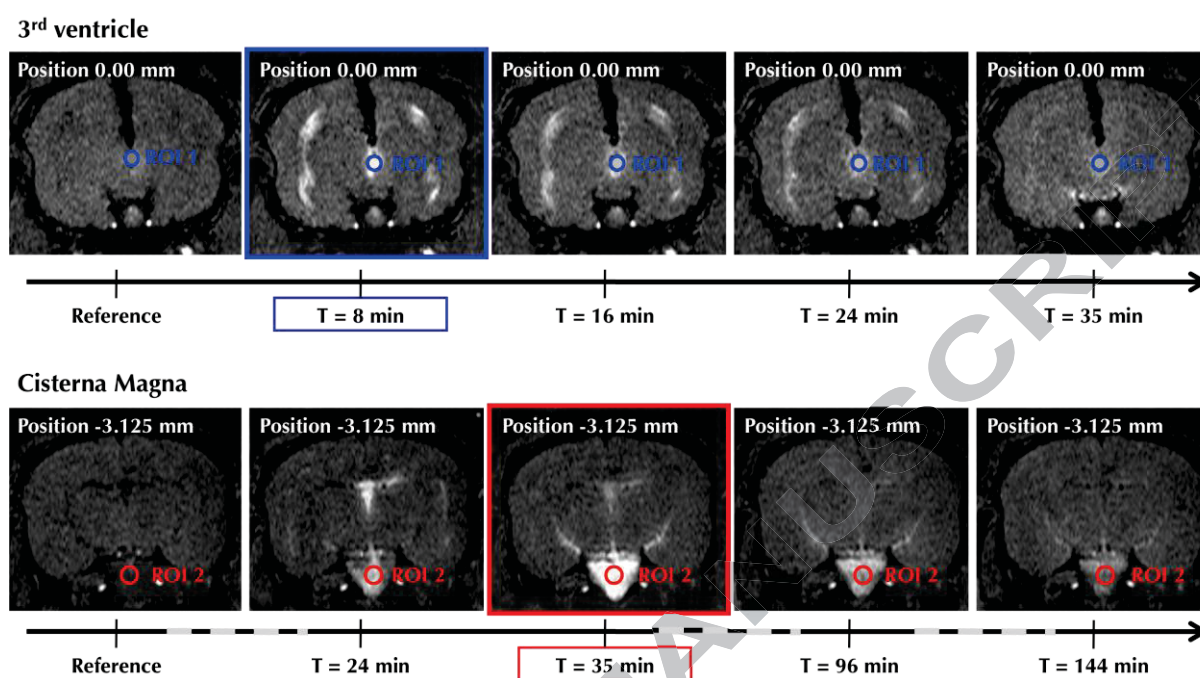 3rd ventricle
Position 0.00 mm
Position 0.00 mm
Position 0.00 mm
Position 0.00 mm
Position 0.00 mm
ROI 1
ROI 1
ROI 1
ROI 1
ROI 1
Reference
T = 8 min
T = 16 min
T = 24 min
T = 35 min
Cisterna Magna
Position -3.125 mm
Position -3.125 mm
Position -3.125 mm
Position -3.125 mm
Position -3.125 mm
ROI 2
ROI 2
ROI 2
ROI 2
ROI 2
Reference
T = 24 min
T = 35 min
T = 96 min
T = 144 min